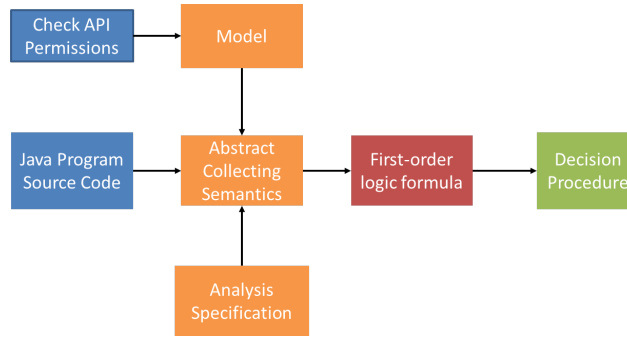 Check API
Permissions
Model
Java Program
Source Code
Abstract
Collecting
Semantics
First-order
logic formula
Decision
Procedure
Analysis
Specification